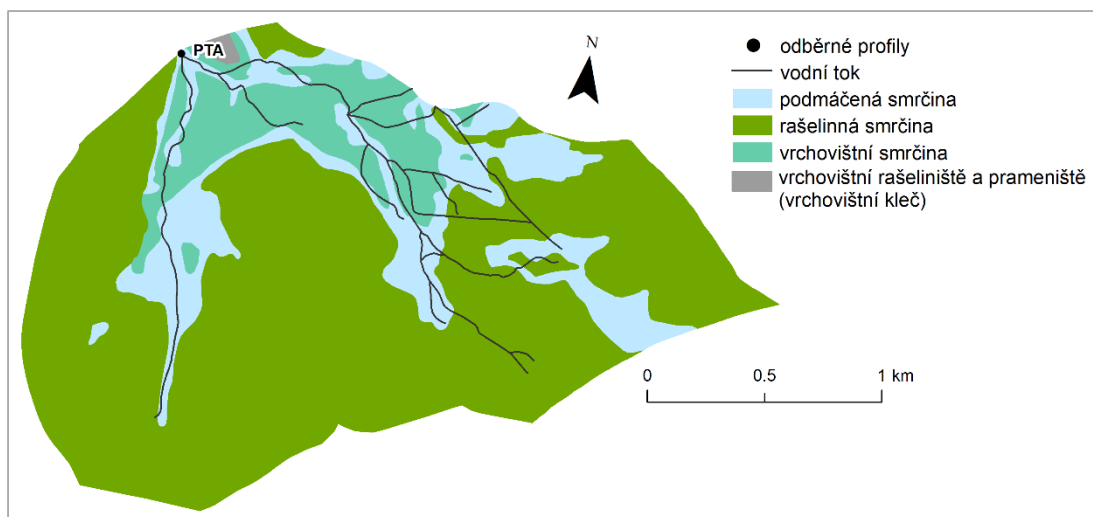 PTA
N
odběrné profily
vodní tok
podmáčená smrčina
rašelinná smrčina
vrchovištní smrčina
vrchovištní rašeliniště a prameniště
(vrchovištní kleč)
0 0.5 1 km